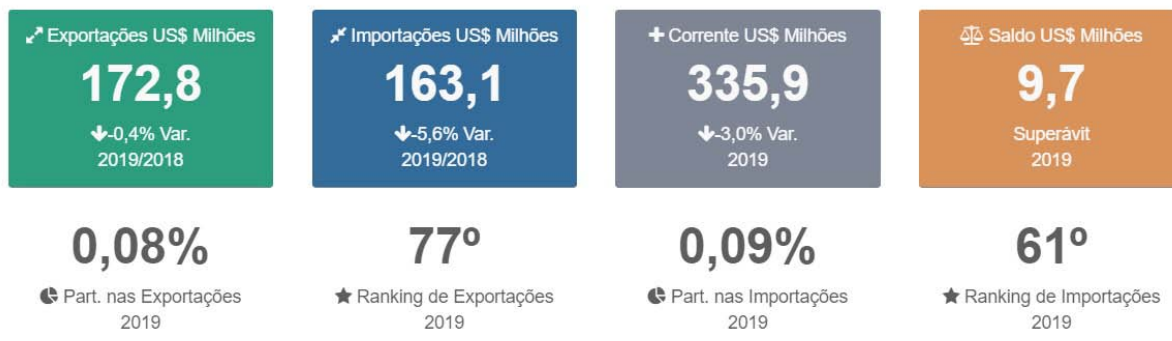 Exportações US$ Milhões
172,8
-0,4% Var.
2019/2018
Importações US$ Milhões
163,1
-5,6% Var.
2019/2018
Corrente US$ Milhões
335,9
-3,0% Var.
2019
Saldo US$ Milhões
9,7
Superávit
2019
0,08%
Part. nas Exportações
2019
77º
Ranking de Exportações
2019
0,09%
Part. nas Importações
2019
61º
Ranking de Importações
2019